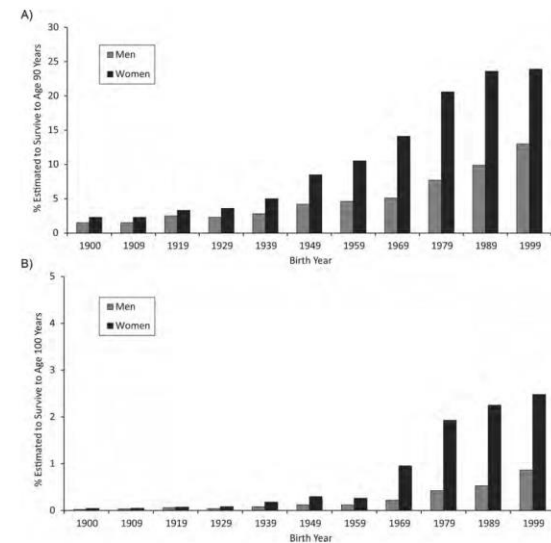 A)
% Estimated to Survive to Age 90 Years
30
25
20
15
10
5
0
Men
Women
1900 1909 1919 1929 1939 1949 1959 1969 1979 1989 1999
Birth Year
B)
% Estimated to Survive to Age 100 Years
5
4
3
2
1
0
Men
Women
1900 1909 1919 1929 1939 1949 1959 1969 1979 1989 1999
Birth Year